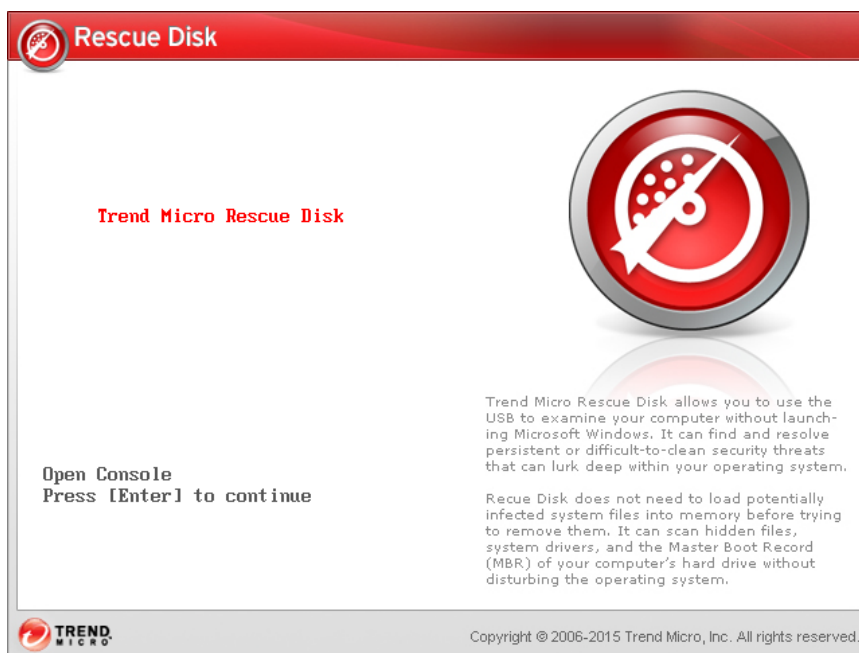 Rescue Disk
Trend Micro Rescue Disk
Open Console
Press [Enter] to continue
Trend Micro Rescue Disk allows you to use the
USB to examine your computer without launch-
ing Microsoft Windows. It can find and resolve
persistent or difficult-to-clean security threats
that can lurk deep within your operating system.
Recue Disk does not need to load potentially
infected system files into memory before trying
to remove them. It can scan hidden files,
system drivers, and the Master Boot Record
(MBR) of your computer's hard drive without
disturbing the operating system.
TREND
MICRO
Copyright © 2006-2015 Trend Micro, Inc. All rights reserved.